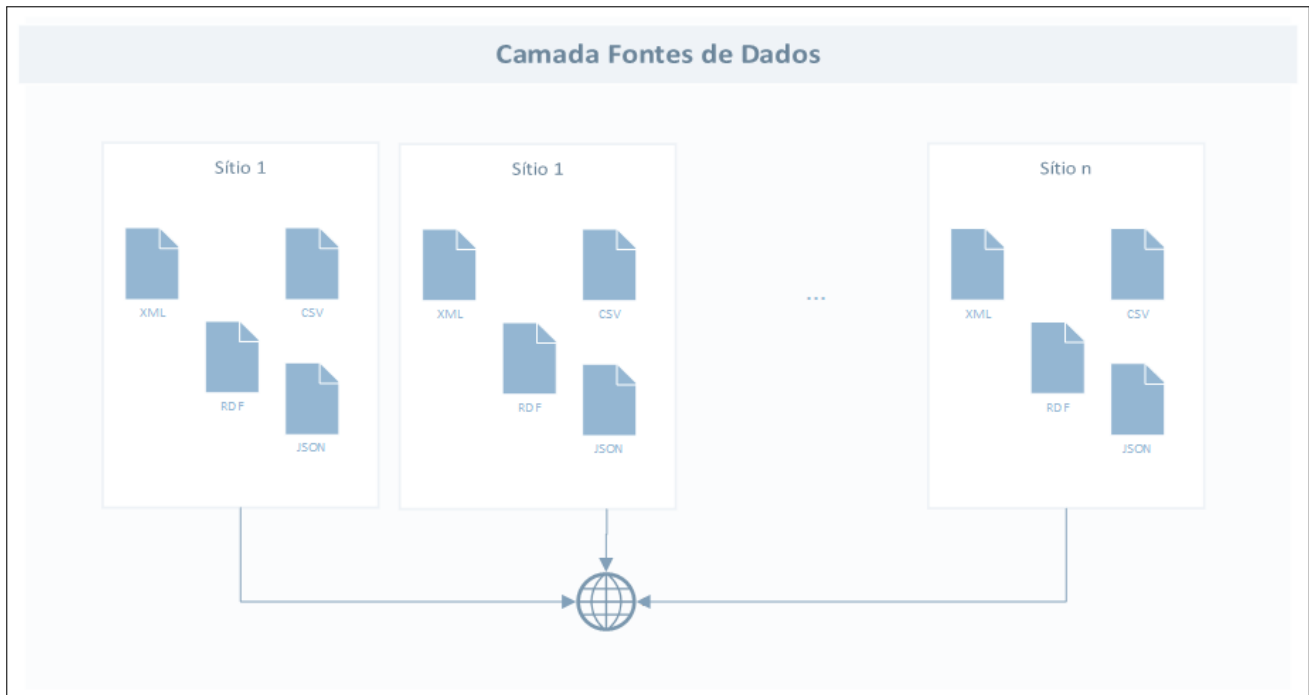 Camada Fontes de Dados
Sítio 1
XML
CSV
RDF
JSON
Sítio 1
XML
CSV
RDF
JSON
...
Sítio n
XML
CSV
RDF
JSON